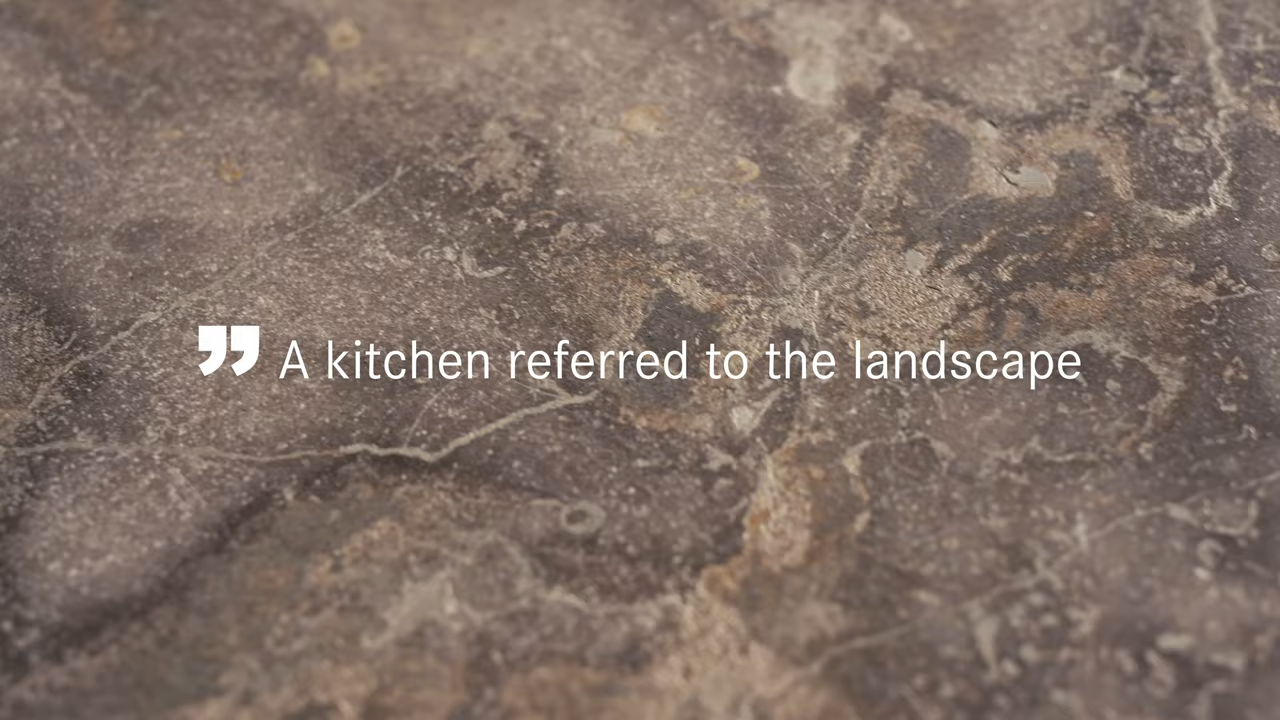 ” A kitchen referred to the landscape